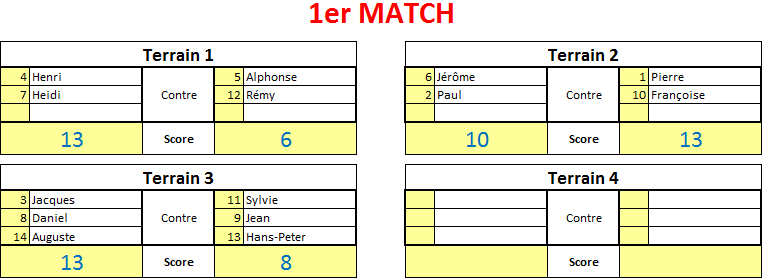 1er MATCH
Terrain 1
4 Henri 5 Alphonse
7 Heidi Contre 12 Rémy
13 Score 6
Terrain 2
6 Jérôme 1 Pierre
2 Paul Contre 10 Françoise
10 Score 13
Terrain 3
3 Jacques 11 Sylvie
8 Daniel Contre 9 Jean
14 Auguste 13 Hans-Peter
13 Score 8
Terrain 4
Contre
Score